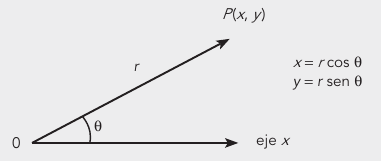 P(x, y)
r
x = r cos θ
y = r sen θ
θ
0
eje x